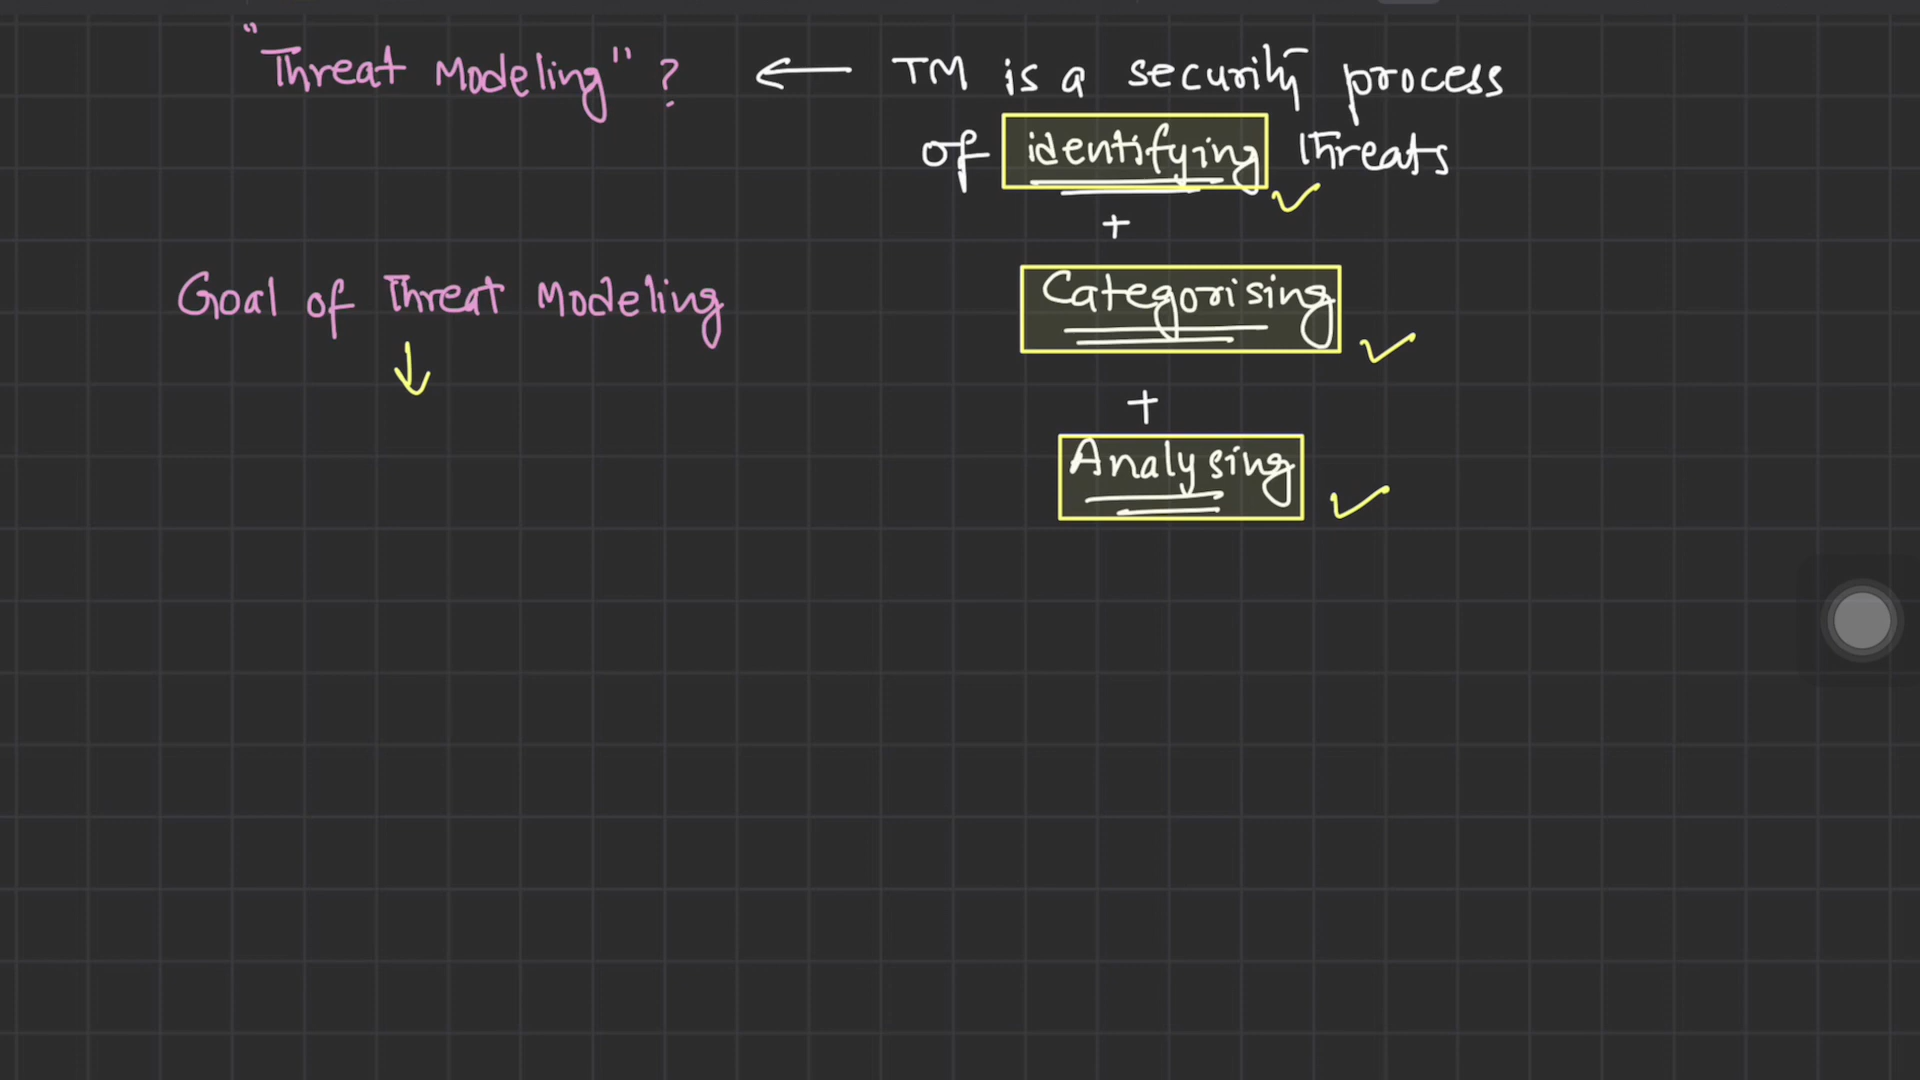 "Threat Modeling" ? ← TM is a security process
of identifying threats
+
Goal of Threat Modeling
↓
Categorising
+
Analysing